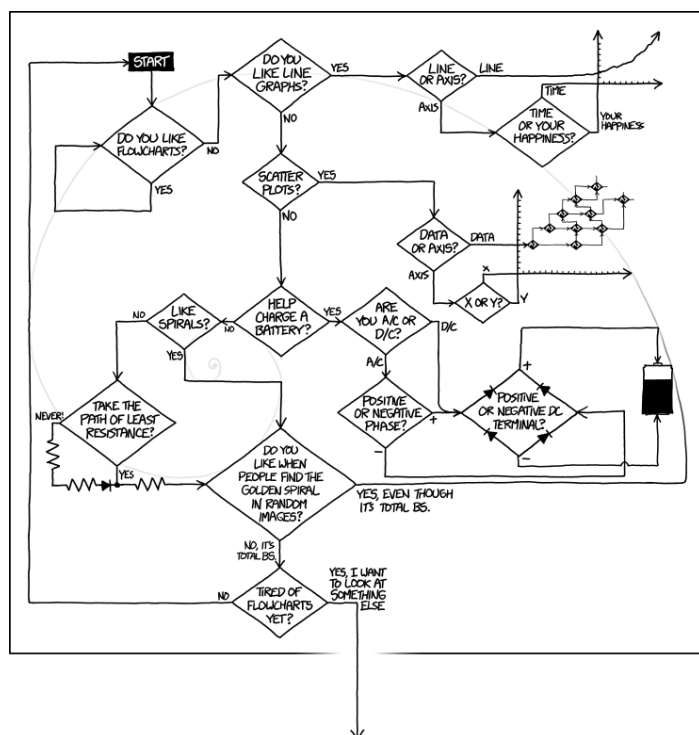 START
DO YOU LIKE
FLOWCHARTS?
NO
YES
DO YOU
LIKE LINE
GRAPHS?
YES
NO
LINE
OR AXIS?
LINE
AXIS
TIME
TIME
OR YOUR
HAPPINESS?
YOUR
HAPPINESS
SCATTER
PLOTS?
YES
NO
DATA
OR AXIS?
DATA
AXIS
X OR Y?
X
Y
HELP
CHARGE A
BATTERY?
NO
YES
LIKE
SPIRALS?
NO
YES
ARE
YOU A/C OR
D/C?
D/C
A/C
POSITIVE
OR NEGATIVE
PHASE?
+
-
POSITIVE
OR NEGATIVE DC
TERMINAL?
+
-
TAKE THE
PATH OF LEAST
RESISTANCE?
NEVER!
YES
DO YOU
LIKE WHEN
PEOPLE FIND THE
GOLDEN SPIRAL
IN RANDOM
IMAGES?
YES, EVEN THOUGH
IT'S TOTAL BS.
NO, IT'S
TOTAL BS.
TIRED OF
FLOWCHARTS
YET?
NO
YES, I WANT
TO LOOK AT
SOMETHING
ELSE